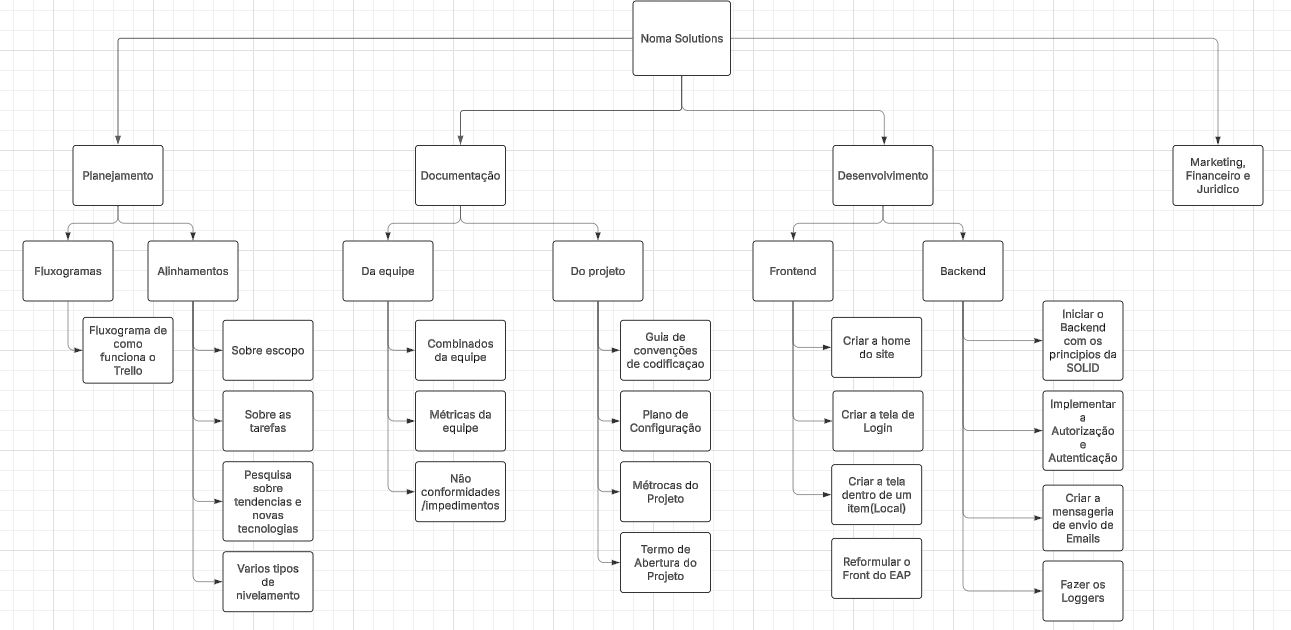 Noma Solutions
Planejamento
Documentação
Desenvolvimento
Marketing,
Financeiro e
Juridico
Fluxogramas
Alinhamentos
Da equipe
Do projeto
Frontend
Backend
Fluxograma de
como
funciona o
Trello
Sobre escopo
Sobre as
tarefas
Pesquisa
sobre
tendencias e
novas
tecnologias
Varios tipos
de
nivelamento
Combinados
da equipe
Métricas da
equipe
Não
conformidades
/impedimentos
Guia de
convenções
de codificaçao
Plano de
Configuração
Métrocas do
Projeto
Termo de
Abertura do
Projeto
Criar a home
do site
Criar a tela de
Login
Criar a tela
dentro de um
item(Local)
Reformular o
Front do EAP
Iniciar o
Backend
com os
principios da
SOLID
Implementar
a
Autorização
e
Autenticação
Criar a
mensageria
de envio de
Emails
Fazer os
Loggers